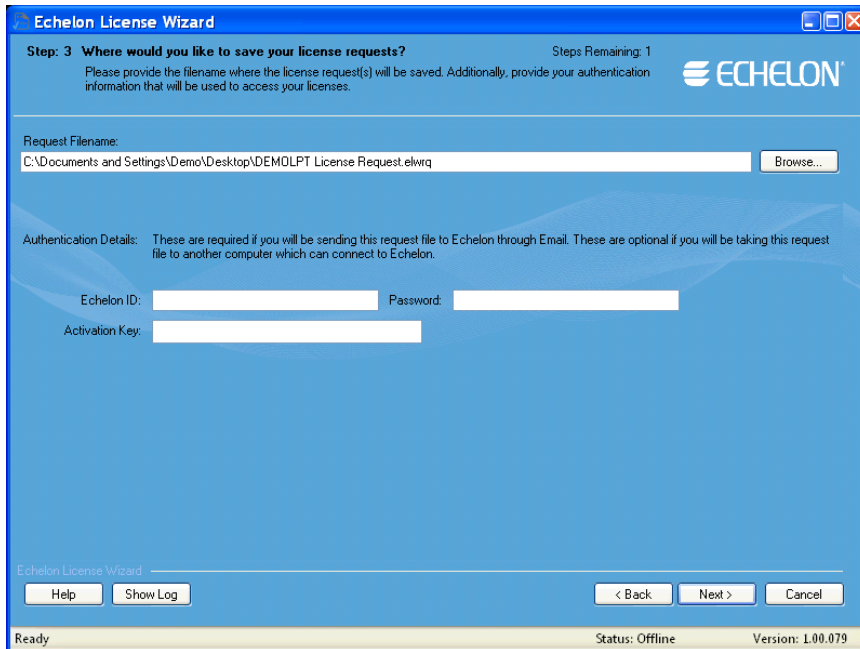 Echelon License Wizard
Step: 3 Where would you like to save your license requests? Steps Remaining: 1
Please provide the filename where the license request(s) will be saved. Additionally, provide your authentication
information that will be used to access your licenses.
ECHELON
Request Filename:
C:\Documents and Settings\Demo\Desktop\DEMOLPT License Request.elwrq Browse...
Authentication Details: These are required if you will be sending this request file to Echelon through Email. These are optional if you will be taking this request
file to another computer which can connect to Echelon.
Echelon ID: Password:
Activation Key:
Echelon License Wizard
Help Show Log < Back Next > Cancel
Ready Status: Offline Version: 1.00.079